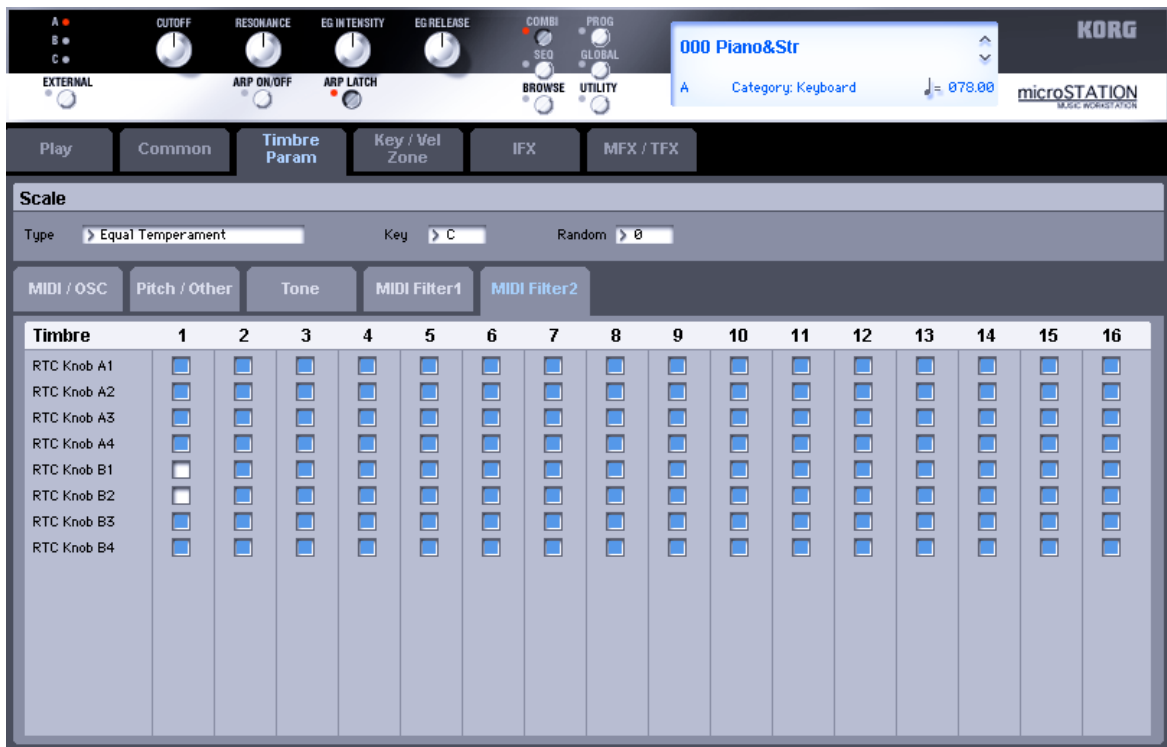 A CUTOFF RESONANCE EG INTENSITY EG RELEASE COMBI PROG
B
C SEQ GLOBAL
EXTERNAL ARP ON/OFF ARP LATCH BROWSE UTILITY
000 Piano&Str
A Category: Keyboard ♩= 078.00
KORG
microSTATION
MUSIC WORKSTATION
Play Common Timbre Param Key / Vel Zone IFX MFX / TFX
Scale
Type > Equal Temperament Key > C Random > 0
MIDI / OSC Pitch / Other Tone MIDI Filter1 MIDI Filter2
Timbre 1 2 3 4 5 6 7 8 9 10 11 12 13 14 15 16
RTC Knob A1
RTC Knob A2
RTC Knob A3
RTC Knob A4
RTC Knob B1
RTC Knob B2
RTC Knob B3
RTC Knob B4